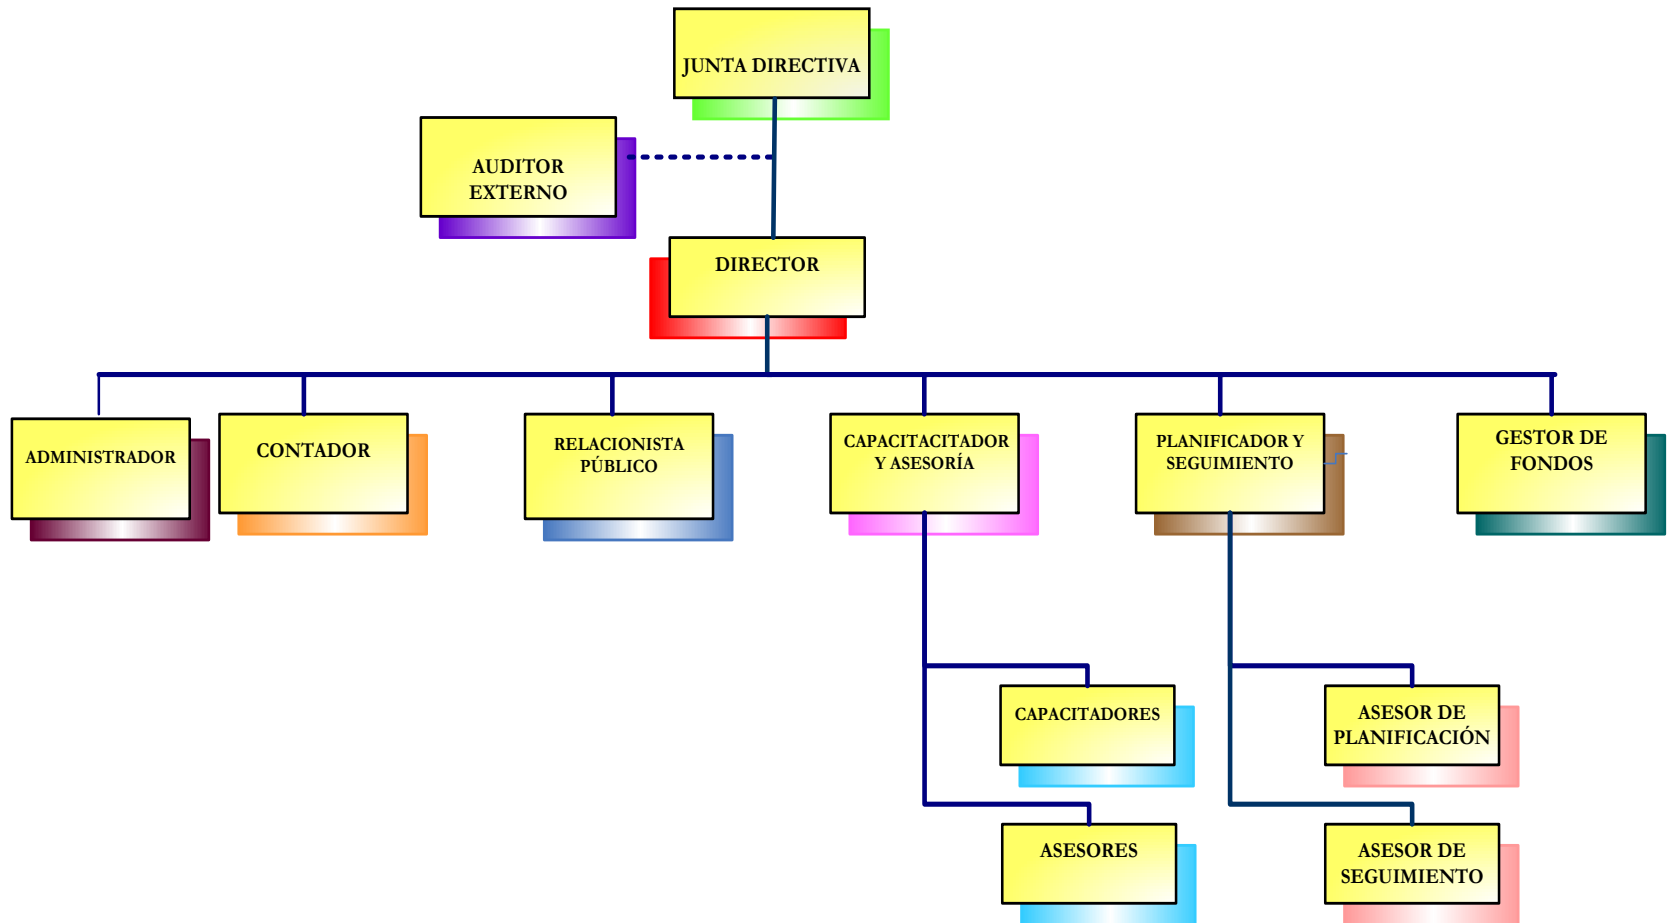 JUNTA DIRECTIVA
AUDITOR
EXTERNO
DIRECTOR
ADMINISTRADOR
CONTADOR
RELACIONISTA
PÚBLICO
CAPACITACITADOR
Y ASESORÍA
PLANIFICADOR Y
SEGUIMIENTO
GESTOR DE
FONDOS
CAPACITADORES
ASESOR DE
PLANIFICACIÓN
ASESORES
ASESOR DE
SEGUIMIENTO